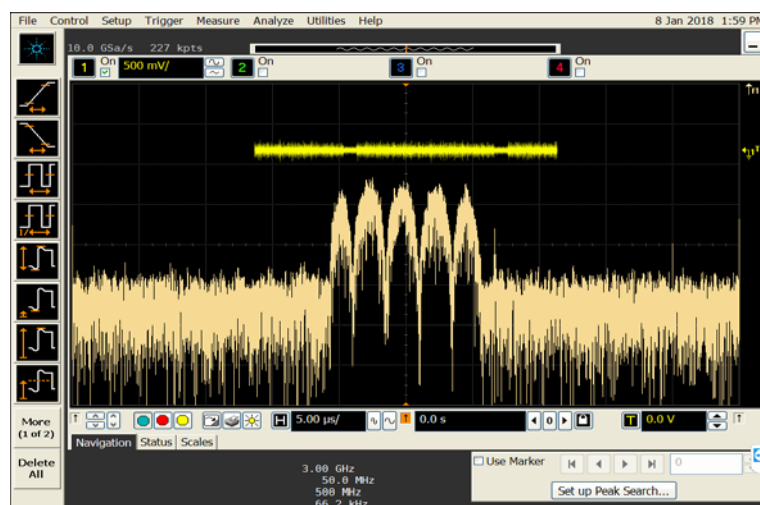 File Control Setup Trigger Measure Analyze Utilities Help 8 Jan 2018 1:59 PM
10.0 GSa/s 227 kpts
1 On 500 mV/ 2 On 3 On 4 On
More
(1 of 2)
Delete
All
H 5.00 µs/ 0.0 s 0 T 0.0 V
Navigation Status Scales
3.00 GHz
50.0 MHz
500 MHz
66.2 kHz
Use Marker 0
Set up Peak Search...